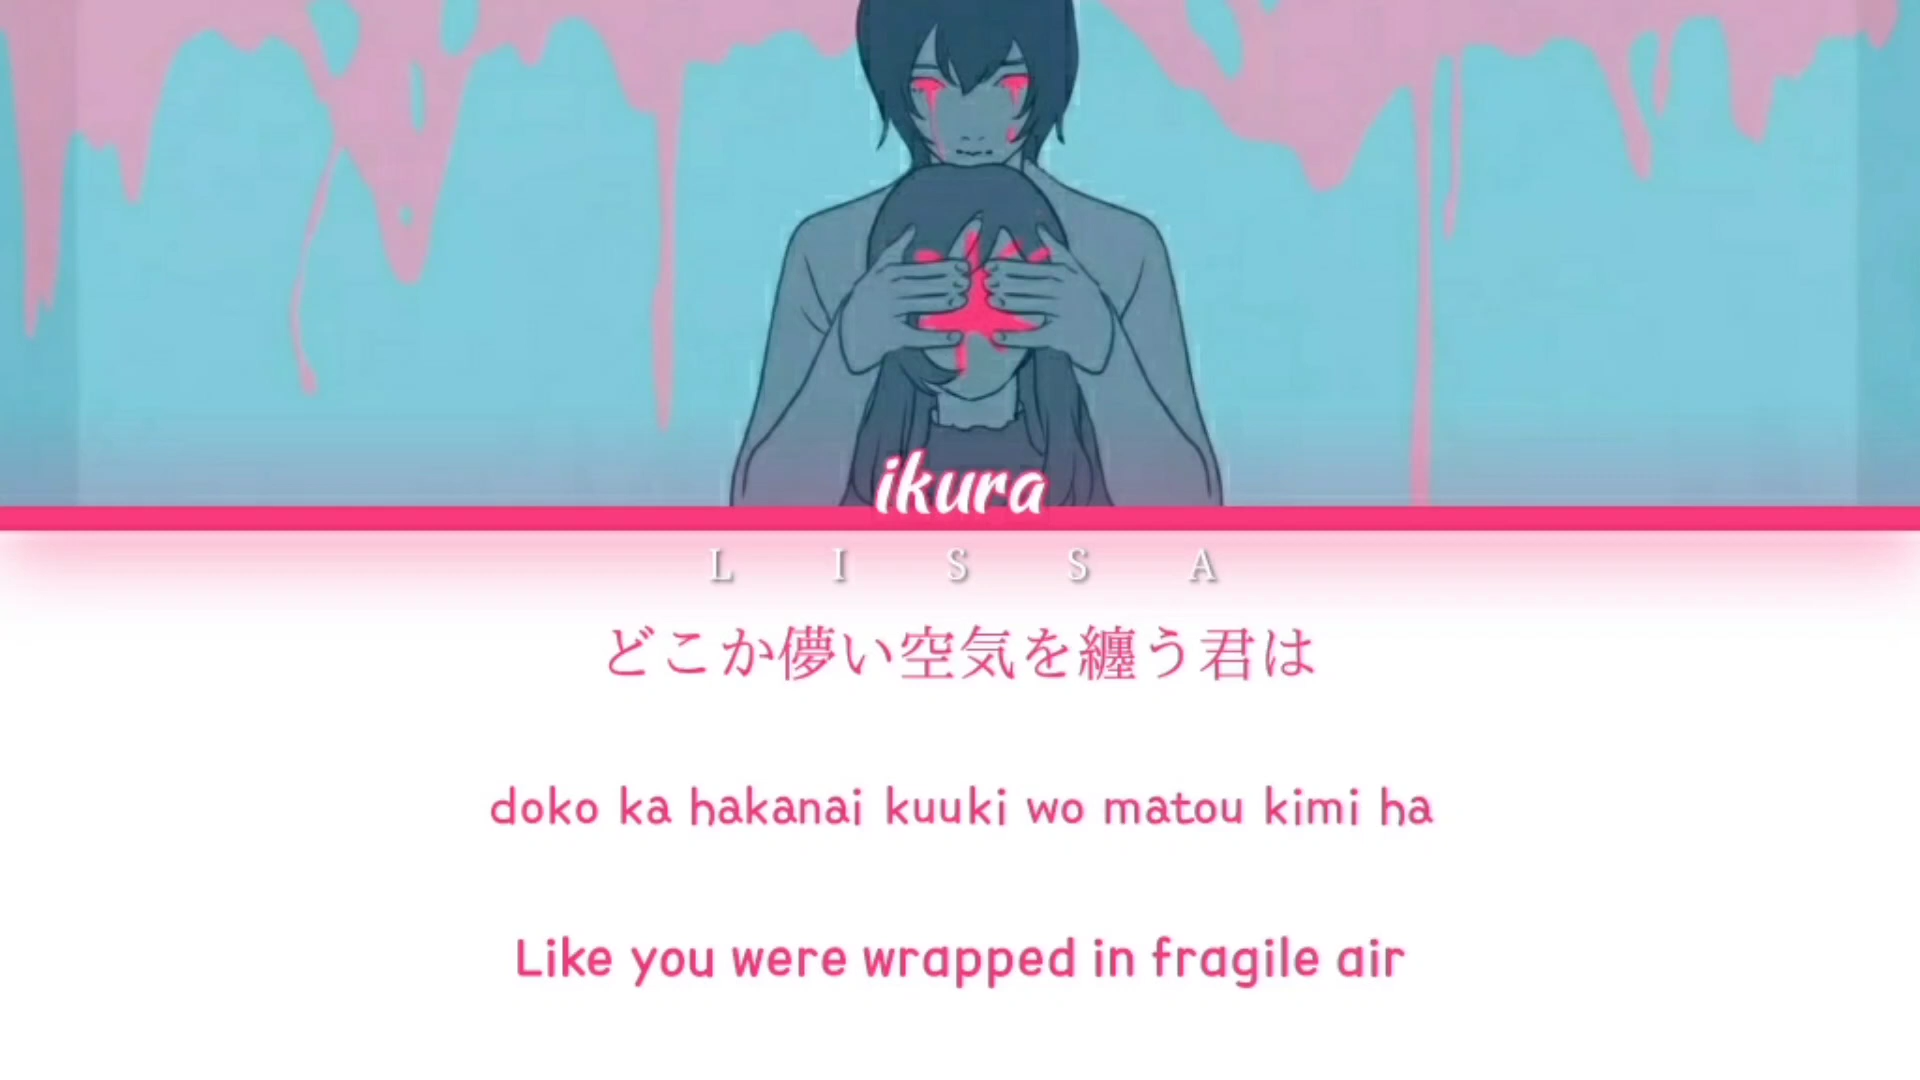 ikura
L I S S A
どこか儚い空気を纏う君は
doko ka hakanai kuuki wo matou kimi ha
Like you were wrapped in fragile air